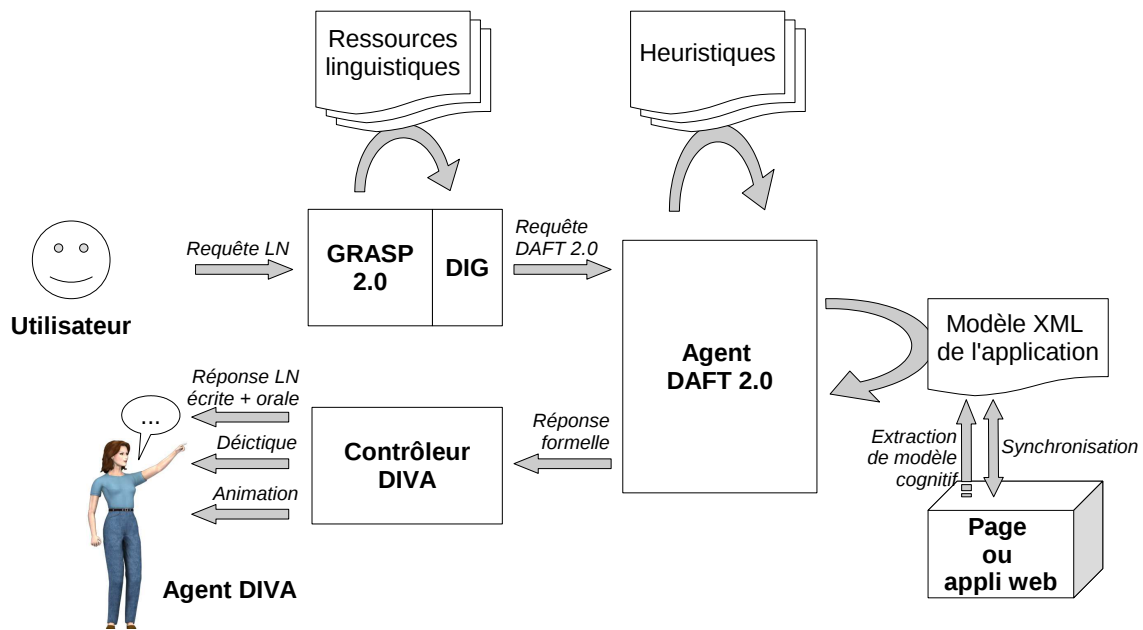 Ressources
linguistiques
Heuristiques
Requête LN
GRASP
2.0
DIG
Requête
DAFT 2.0
Utilisateur
Agent
DAFT 2.0
Modèle XML
de l'application
Réponse LN
écrite + orale
...
Déictique
Animation
Contrôleur
DIVA
Réponse
formelle
Extraction
de modèle
cognitif
Synchronisation
Page
ou
appli web
Agent DIVA